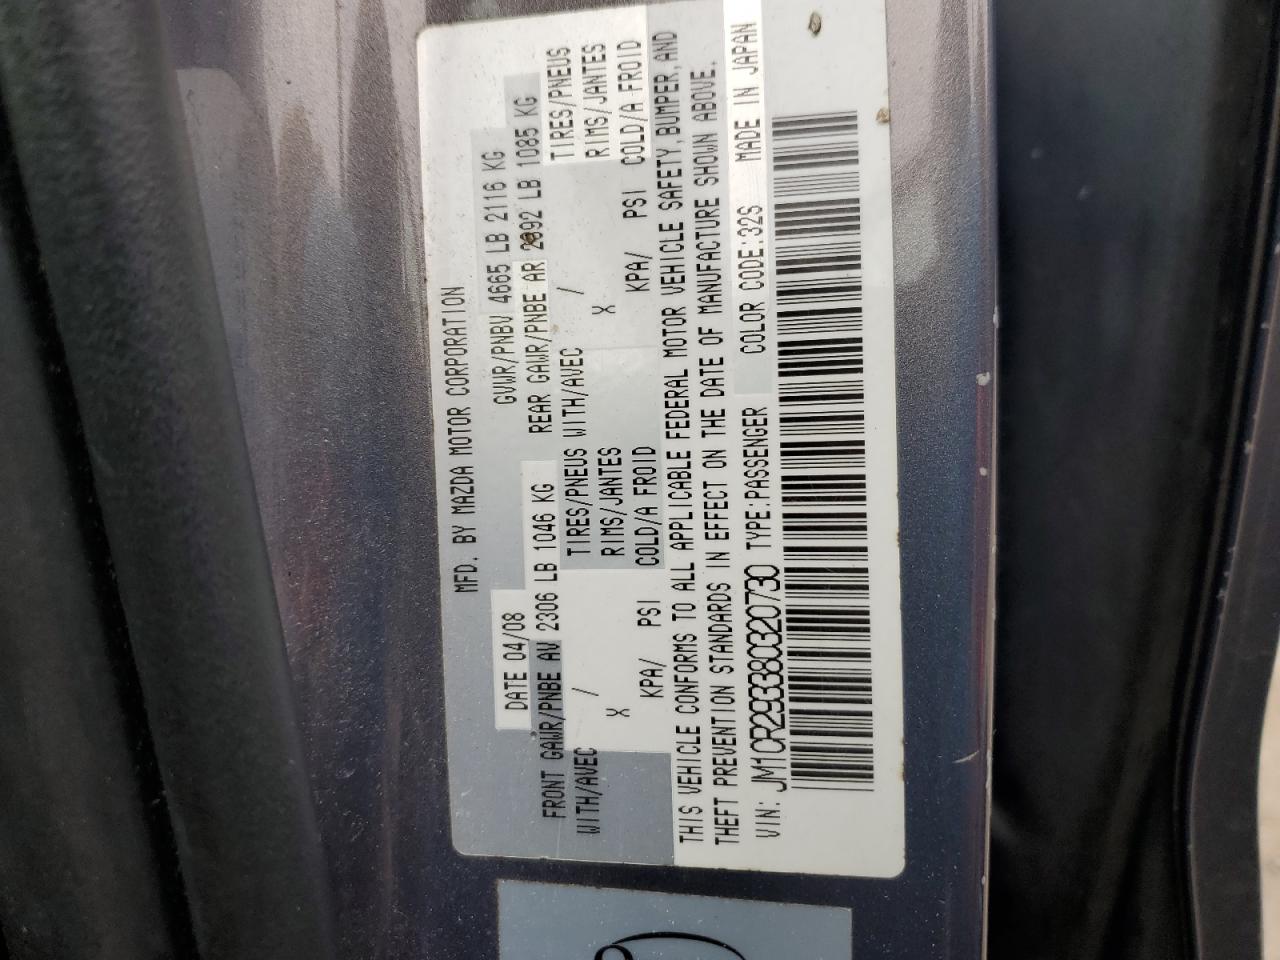 MFD. BY MAZDA MOTOR CORPORATION
DATE 04/08 GVWR/PNBV 4665 LB 2116 KG
FRONT GAWR/PNBE AV 2306 LB 1046 KG REAR GAWR/PNBE AR 2392 LB 1085 KG
WITH/AVEC / TIRES/PNEUS WITH/AVEC / TIRES/PNEUS
X RIMS/JANTES X RIMS/JANTES
KPA/ PSI COLD/A FROID KPA/ PSI COLD/A FROID
THIS VEHICLE CONFORMS TO ALL APPLICABLE FEDERAL MOTOR VEHICLE SAFETY, BUMPER, AND
THEFT PREVENTION STANDARDS IN EFFECT ON THE DATE OF MANUFACTURE SHOWN ABOVE.
VIN: JM1CR293380320730 TYPE:PASSENGER COLOR CODE:32S MADE IN JAPAN